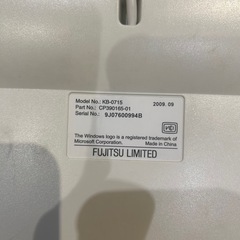 Model No.: KB-0715
2009.09
Part No.: CP390165-01
Serial No.: 9J07600994B
The Windows logo is a registered trademark of
Microsoft Corporation. Made in China
FUJITSU LIMITED